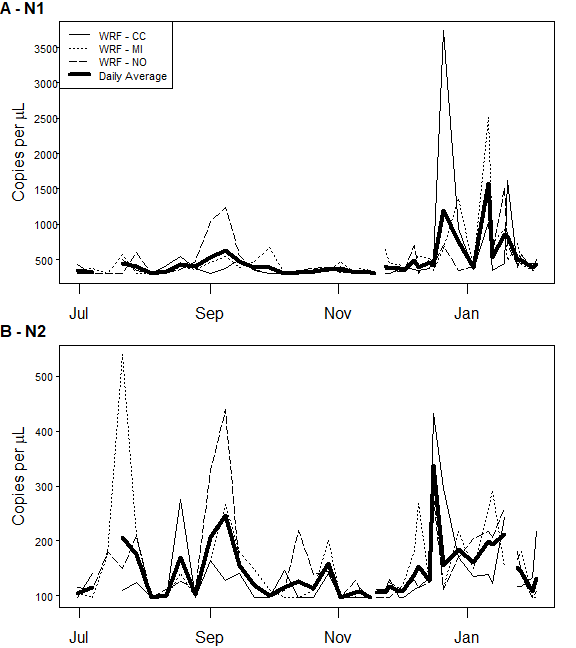 A - N1
WRF - CC
WRF - MI
WRF - NO
Daily Average
3500
3000
2500
2000
1500
1000
500
Copies per µL
Jul Sep Nov Jan
B - N2
500
400
300
200
100
Copies per µL
Jul Sep Nov Jan